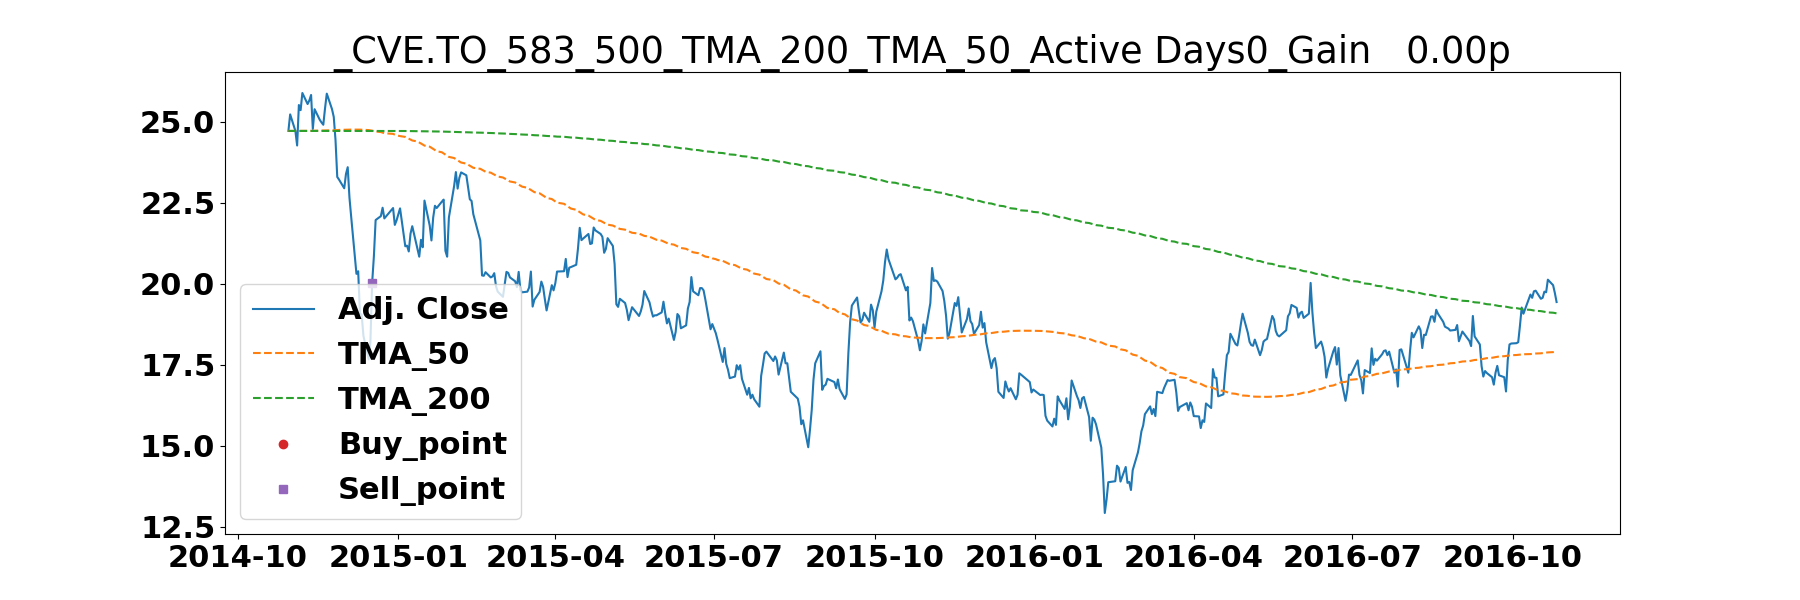 _CVE.TO_583_500_TMA_200_TMA_50_Active Days0_Gain   0.00p
25.0
22.5
20.0
17.5
15.0
12.5
Adj. Close
TMA_50
TMA_200
Buy_point
Sell_point
2014-10 2015-01 2015-04 2015-07 2015-10 2016-01 2016-04 2016-07 2016-10